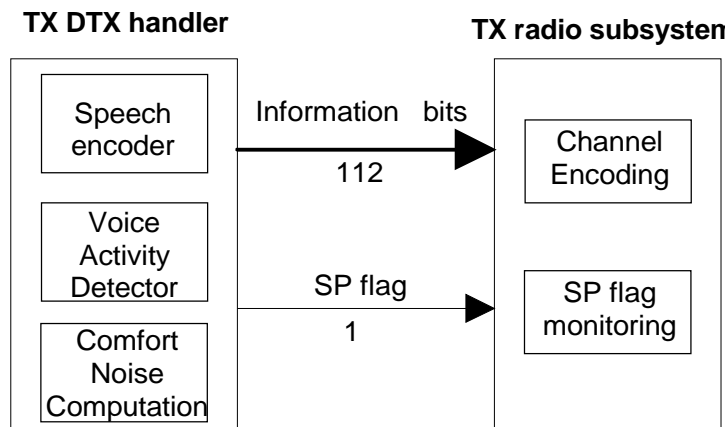 TX DTX handler
TX radio subsystem
Speech
encoder
Information bits
112
Channel
Encoding
Voice
Activity
Detector
SP flag
1
SP flag
monitoring
Comfort
Noise
Computation